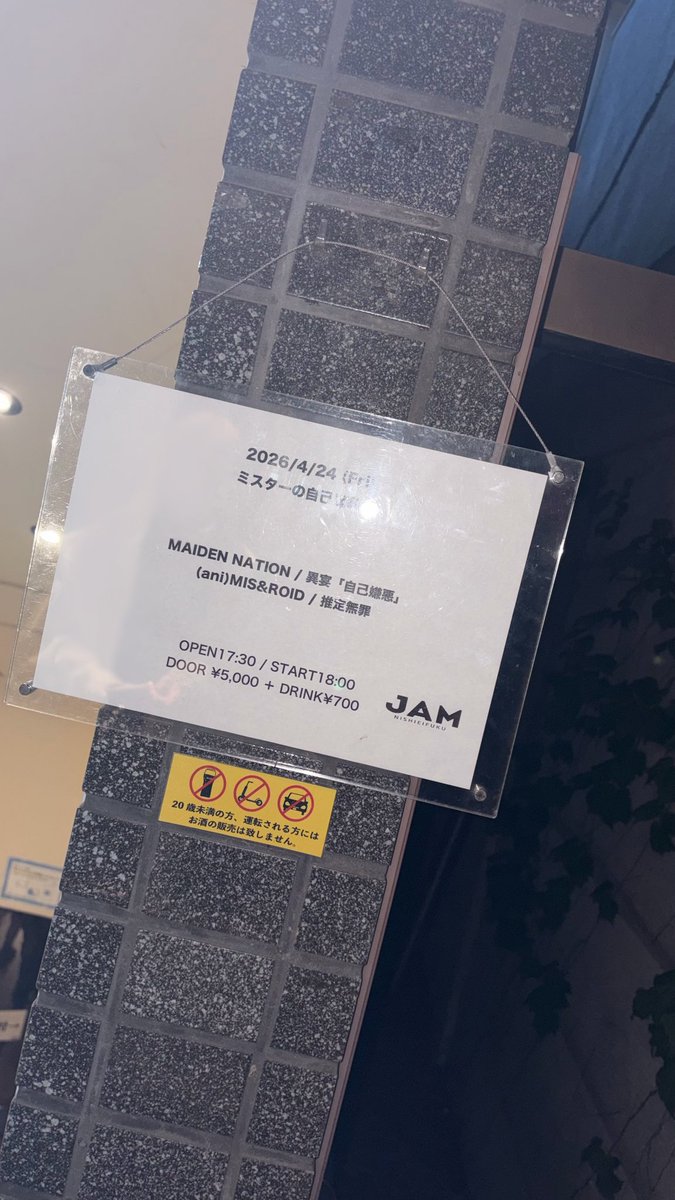 2026/4/24 (Fri)
ミスターの自己
MAIDEN NATION / 異宴「自己嫌悪」
(ani)MIS&ROID / 推定無罪
OPEN17:30 / START18:00
DOOR ¥5,000 + DRINK¥700
JAM
NISHIEIFUKU
20歳未満の方、運転される方には
お酒の販売は致しません。